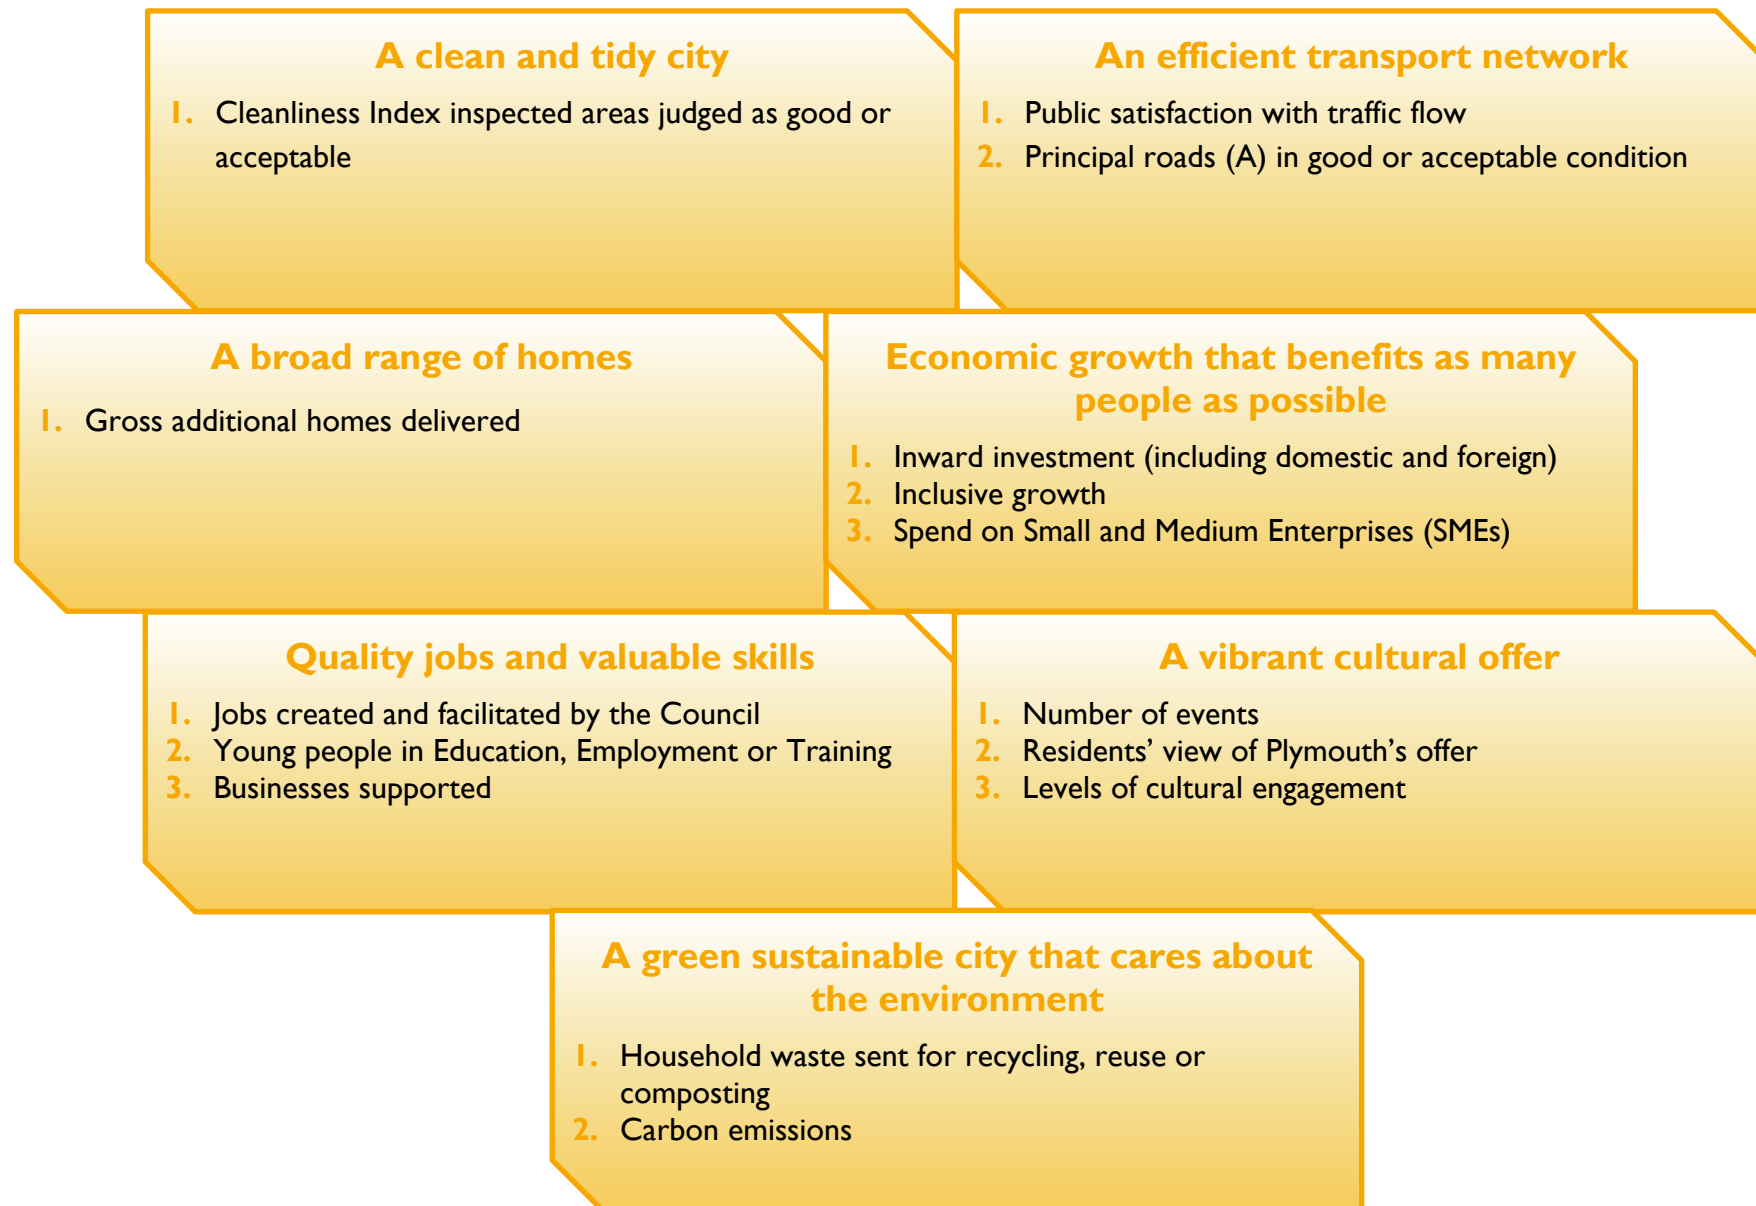 A clean and tidy city
1. Cleanliness Index inspected areas judged as good or
acceptable
An efficient transport network
1. Public satisfaction with traffic flow
2. Principal roads (A) in good or acceptable condition
A broad range of homes
1. Gross additional homes delivered
Economic growth that benefits as many
people as possible
1. Inward investment (including domestic and foreign)
2. Inclusive growth
3. Spend on Small and Medium Enterprises (SMEs)
Quality jobs and valuable skills
1. Jobs created and facilitated by the Council
2. Young people in Education, Employment or Training
3. Businesses supported
A vibrant cultural offer
1. Number of events
2. Residents’ view of Plymouth’s offer
3. Levels of cultural engagement
A green sustainable city that cares about
the environment
1. Household waste sent for recycling, reuse or
composting
2. Carbon emissions